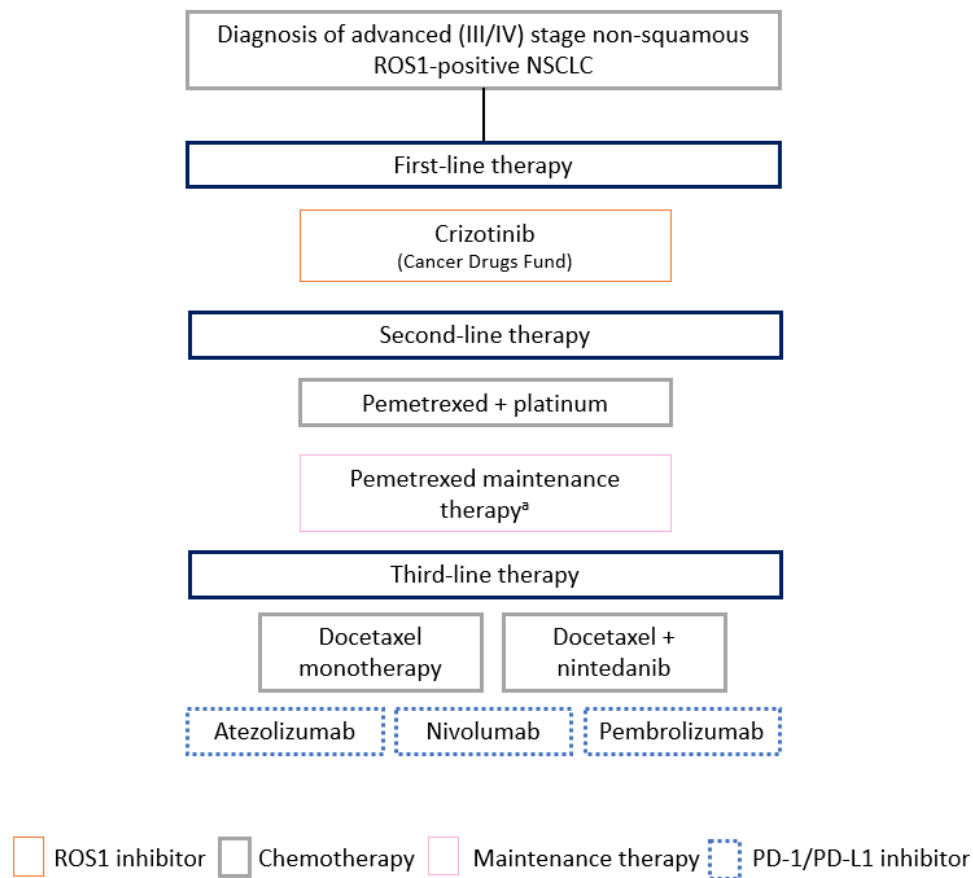 Diagnosis of advanced (III/IV) stage non-squamous
ROS1-positive NSCLC
First-line therapy
Crizotinib
(Cancer Drugs Fund)
Second-line therapy
Pemetrexed + platinum
Pemetrexed maintenance
therapyᵃ
Third-line therapy
Docetaxel
monotherapy
Docetaxel +
nintedanib
Atezolizumab
Nivolumab
Pembrolizumab
ROS1 inhibitor
Chemotherapy
Maintenance therapy
PD-1/PD-L1 inhibitor